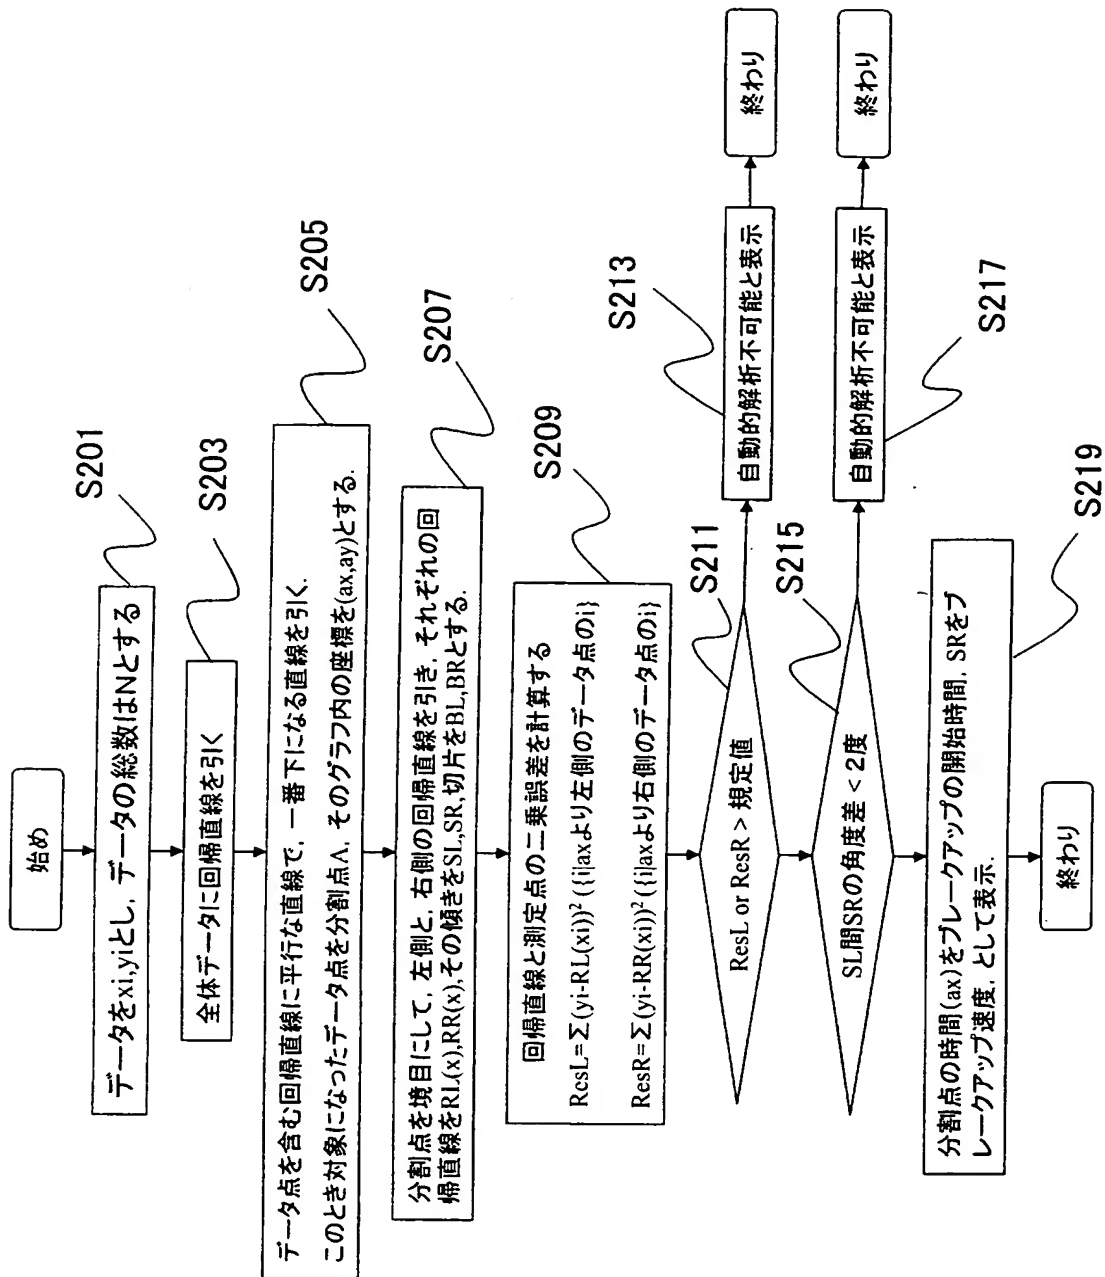 始め
S201
データをxi,yiとし, データの総数はNとする
S203
全体データに回帰直線を引く
S205
データ点を含む回帰直線に平行な直線で, 一番下になる直線を引く.
このとき対象になったデータ点を分割点A, そのグラフ内の座標を(ax,ay)とする.
S207
分割点を境目にして, 左側と, 右側の回帰直線を引き, それぞれの回
帰直線をRL(x),RR(x),その傾きをSL,SR,切片をBL,BRとする.
S209
回帰直線と測定点の二乗誤差を計算する
ResL=∑(yi-RL(xi))² ({i|axより左側のデータ点のi}
ResR=∑(yi-RR(xi))² ({i|axより右側のデータ点のi}
S211
ResL or ResR > 規定値
S213
自動的解析不可能と表示
終わり
S215
SL間SRの角度差 < 2度
S217
自動的解析不可能と表示
終わり
S219
分割点の時間(ax)をブレークアップの開始時間, SRをブ
レークアップ速度, として表示.
終わり